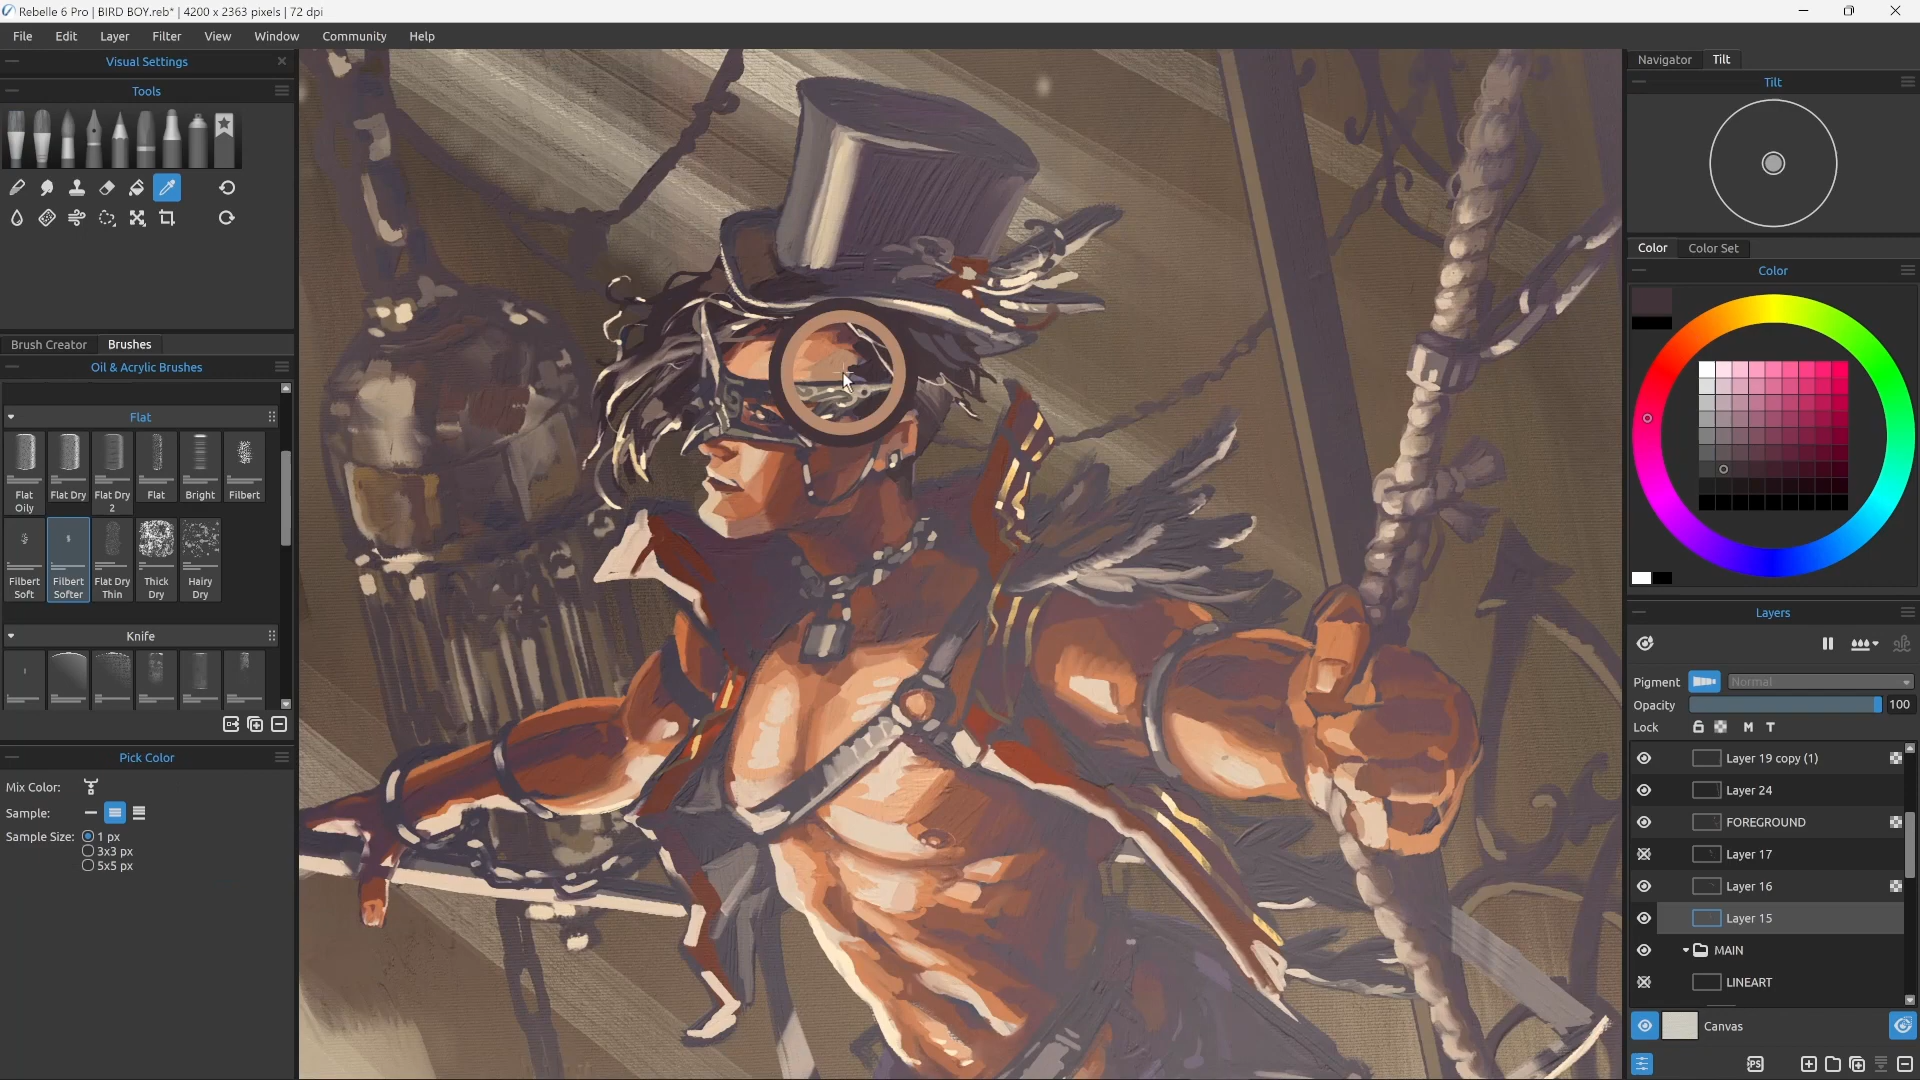 Rebelle 6 Pro | BIRD BOY.reb* | 4200 x 2363 pixels | 72 dpi
File Edit Layer Filter View Window Community Help
Visual Settings
Tools
Brush Creator Brushes
Oil & Acrylic Brushes
Flat
Flat Oily
Flat Dry
Flat Dry 2
Flat
Bright
Filbert
Filbert Soft
Filbert Softer
Flat Dry Thin
Thick Dry
Hairy Dry
Knife
Pick Color
Mix Color:
Sample:
Sample Size: 1 px
3x3 px
5x5 px
Navigator Tilt
Tilt
Color Color Set
Color
Layers
Pigment Normal
Opacity 100
Lock M T
Layer 19 copy (1)
Layer 24
FOREGROUND
Layer 17
Layer 16
Layer 15
MAIN
LINEART
Canvas
PS